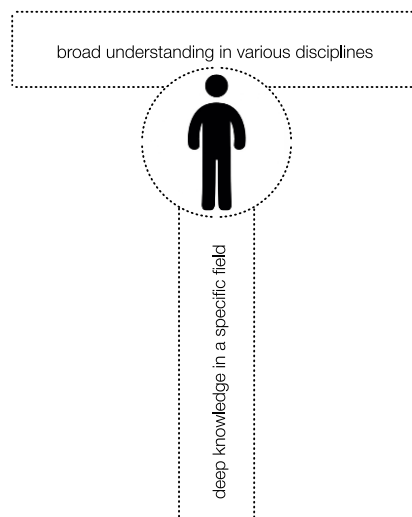 broad understanding in various disciplines
deep knowledge in a specific field